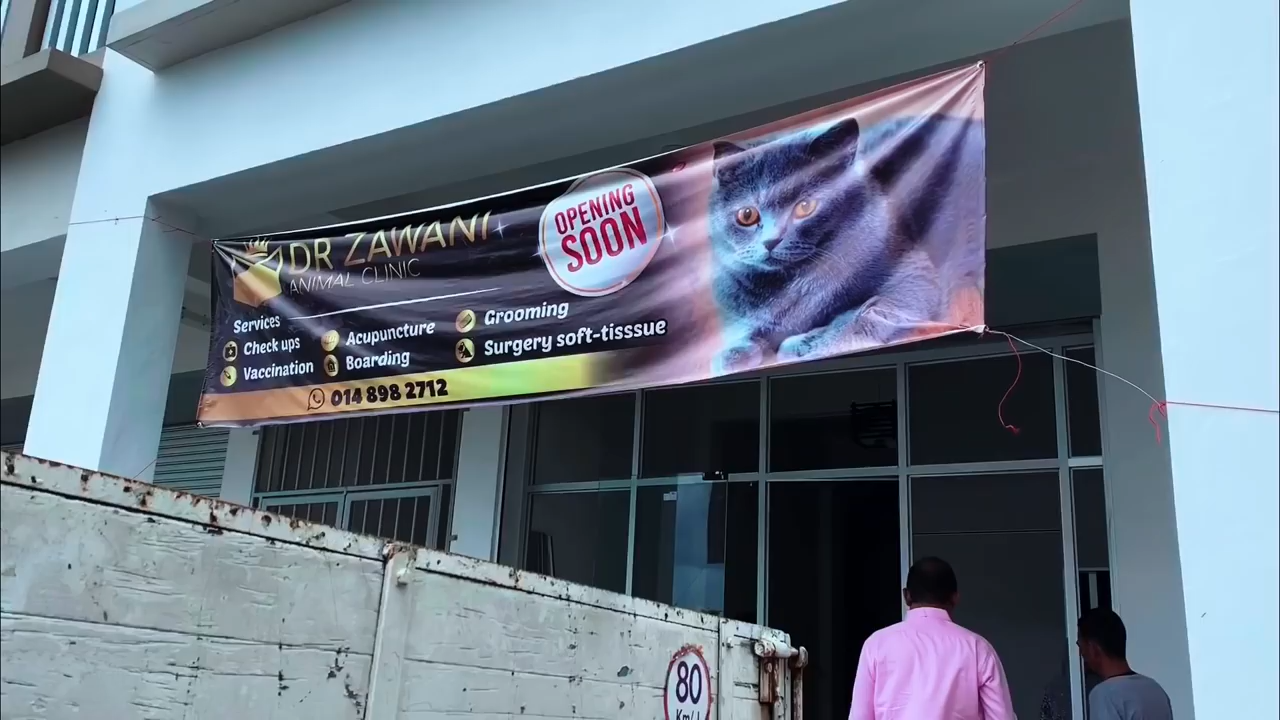 DR ZAWANI
ANIMAL CLINIC
OPENING
SOON
Services
Check ups
Vaccination
Acupuncture
Boarding
Grooming
Surgery soft-tisssue
014 898 2712
80